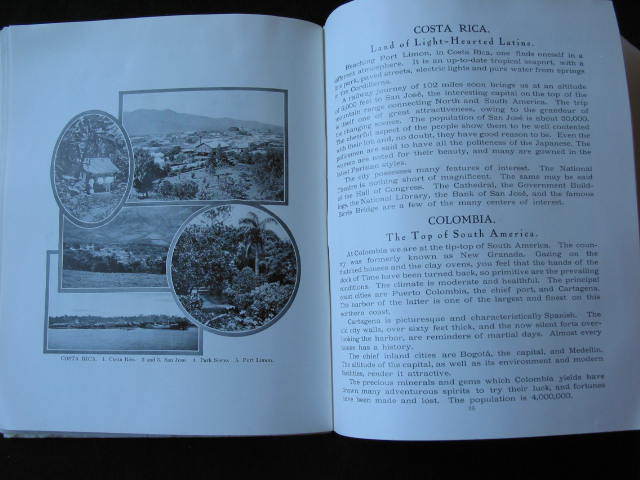 COSTA RICA. 1. Costa Rica. 2 and 3. San José 4. Park Scene. 5. Port Limon.
COSTA RICA.
Land of Light-Hearted Latins.
Reaching Port Limon, in Costa Rica, one finds oneself in a
different atmosphere. It is an up-to-date tropical seaport, with a
park, paved streets, electric lights and pure water from springs
Cordilleras.
A railway journey of 102 miles soon brings us at an altitude
of 5,000 feet to San José, the interesting capital on the top of the
mountain range connecting North and South America. The trip
itself one of great attractiveness, owing to the grandeur of
changing scenes. The population of San José is about 30,000.
The cheerful aspect of the people show them to be well contented
with their lot and, no doubt, they have good reason to be. Even the
policemen are said to have all the politeness of the Japanese. The
women are noted for their beauty, and many are gowned in the
latest Parisian styles.
The city possesses many features of interest. The National
Theatre is nothing short of magnificent. The same may be said
of the Hall of Congress. The Cathedral, the Government Build-
ings, the National Library, the Bank of San José, and the famous
Bridge are a few of the many centers of interest.
COLOMBIA.
The Top of South America.
At Colombia we are at the tip-top of South America. The coun-
try was formerly known as New Granada. Gazing on the
thatched houses and the clay ovens, you feel that the hands of the
clock of Time have been turned back, so primitive are the prevailing
conditions. The climate is moderate and healthful. The principal
coast cities are Puerto Colombia, the chief port, and Cartagena.
The harbor of the latter is one of the largest and finest on this
northern coast.
Cartagena is picturesque and characteristically Spanish. The
city walls, over sixty feet thick, and the now silent forts over-
looking the harbor, are reminders of martial days. Almost every
has a history.
The chief inland cities are Bogotá, the capital, and Medellin.
The altitude of the capital, as well as its environment and modern
facilities, render it attractive.
The precious minerals and gems which Colombia yields have
drawn many adventurous spirits to try their luck, and fortunes
have been made and lost. The population is 4,000,000.